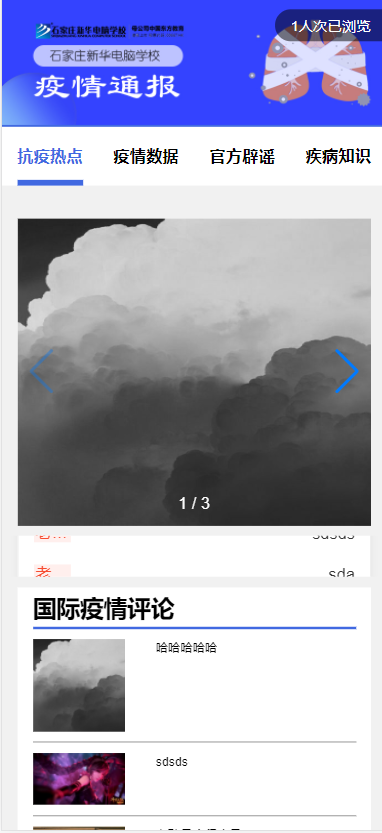 石家庄新华电脑学校
1人次已浏览
石家庄新华电脑学校
疫情通报
抗疫热点 疫情数据 官方辟谣 疾病知识
1 / 3
sdsds
老... sda
国际疫情评论
哈哈哈哈哈
sdsds